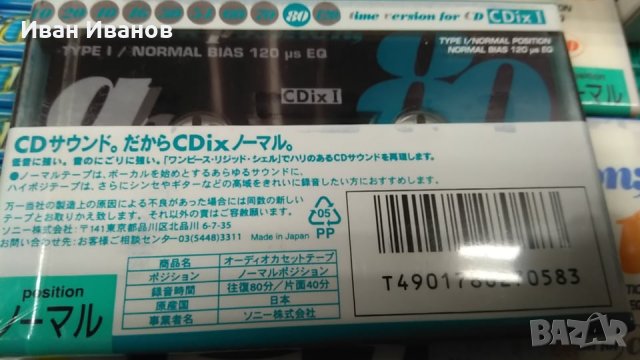 Иван Иванов
10 20 80 120 time version for CD CDix I
TYPE I / NORMAL BIAS 120 µs EQ
TYPE I / NORMAL POSITION
NORMAL BIAS 120 µs EQ
CDix I
80
ノーマル
CDサウンド。だからCDixノーマル。
低音に強い。音のにごりに強い。「ワンピース・リジッド・シェル」でハリのあるCDサウンドを再現します。
●ノーマルテープは、ボーカルを始めとするあらゆるサウンドに、
ハイポジテープは、さらにシンセやギターなどの高域をきれいに録音したい方におすすめします。
万一当社の製造上の原因による不良があった場合には同数の新しい
テープとお取りかえ致します。それ以外の責はご容赦願います。
ソニー株式会社 〒141東京都品川区北品川 6-7-35
お問い合せ先:お客様ご相談センター03(5448)3311 Made in Japan
05
PP
T4901780210583
商品名 オーディオカセットテープ
ポジション ノーマルポジション
録音時間 往復80分/片面40分
原産国 日本
事業者名 ソニー株式会社
position
ノーマル
bazar.bg